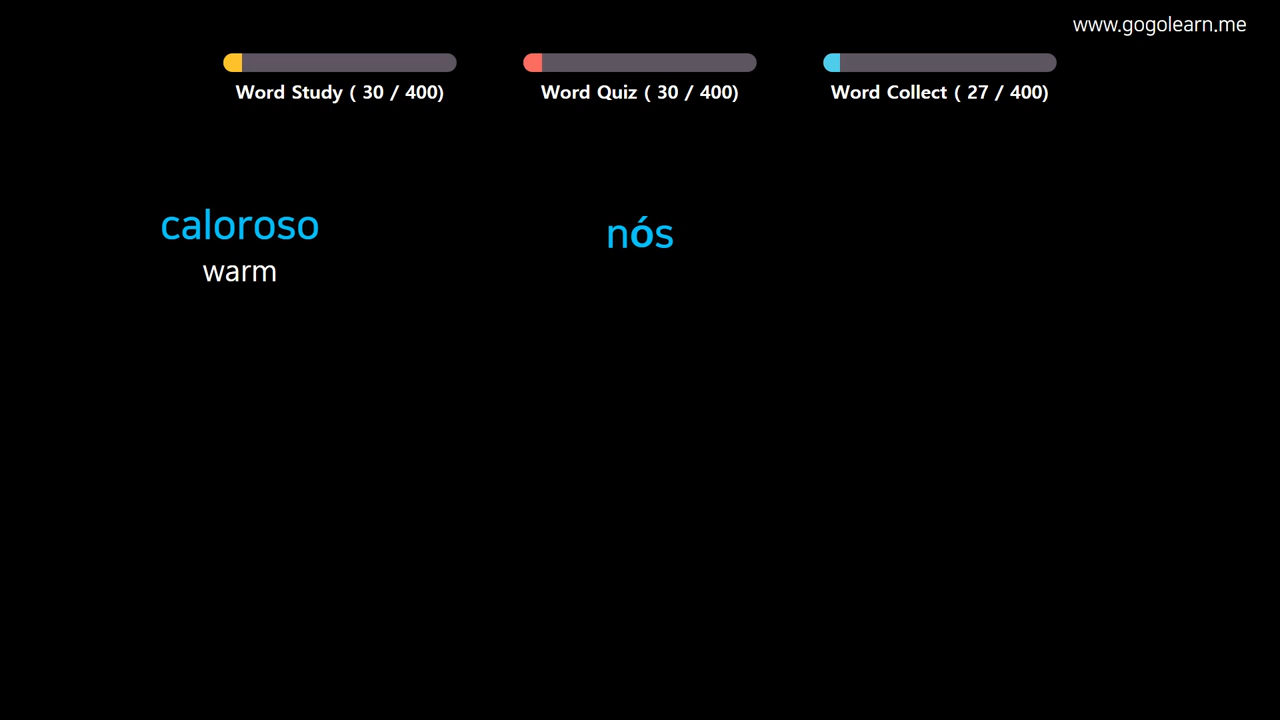 www.gogolearn.me
Word Study ( 30 / 400)
Word Quiz ( 30 / 400)
Word Collect ( 27 / 400)
caloroso
warm
nós